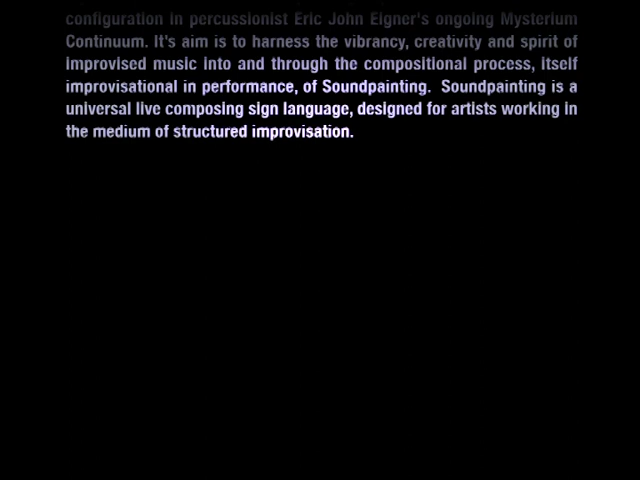 configuration in percussionist Eric John Eigner's ongoing Mysterium
Continuum. It's aim is to harness the vibrancy, creativity and spirit of
improvised music into and through the compositional process, itself
improvisational in performance, of Soundpainting. Soundpainting is a
universal live composing sign language, designed for artists working in
the medium of structured improvisation.